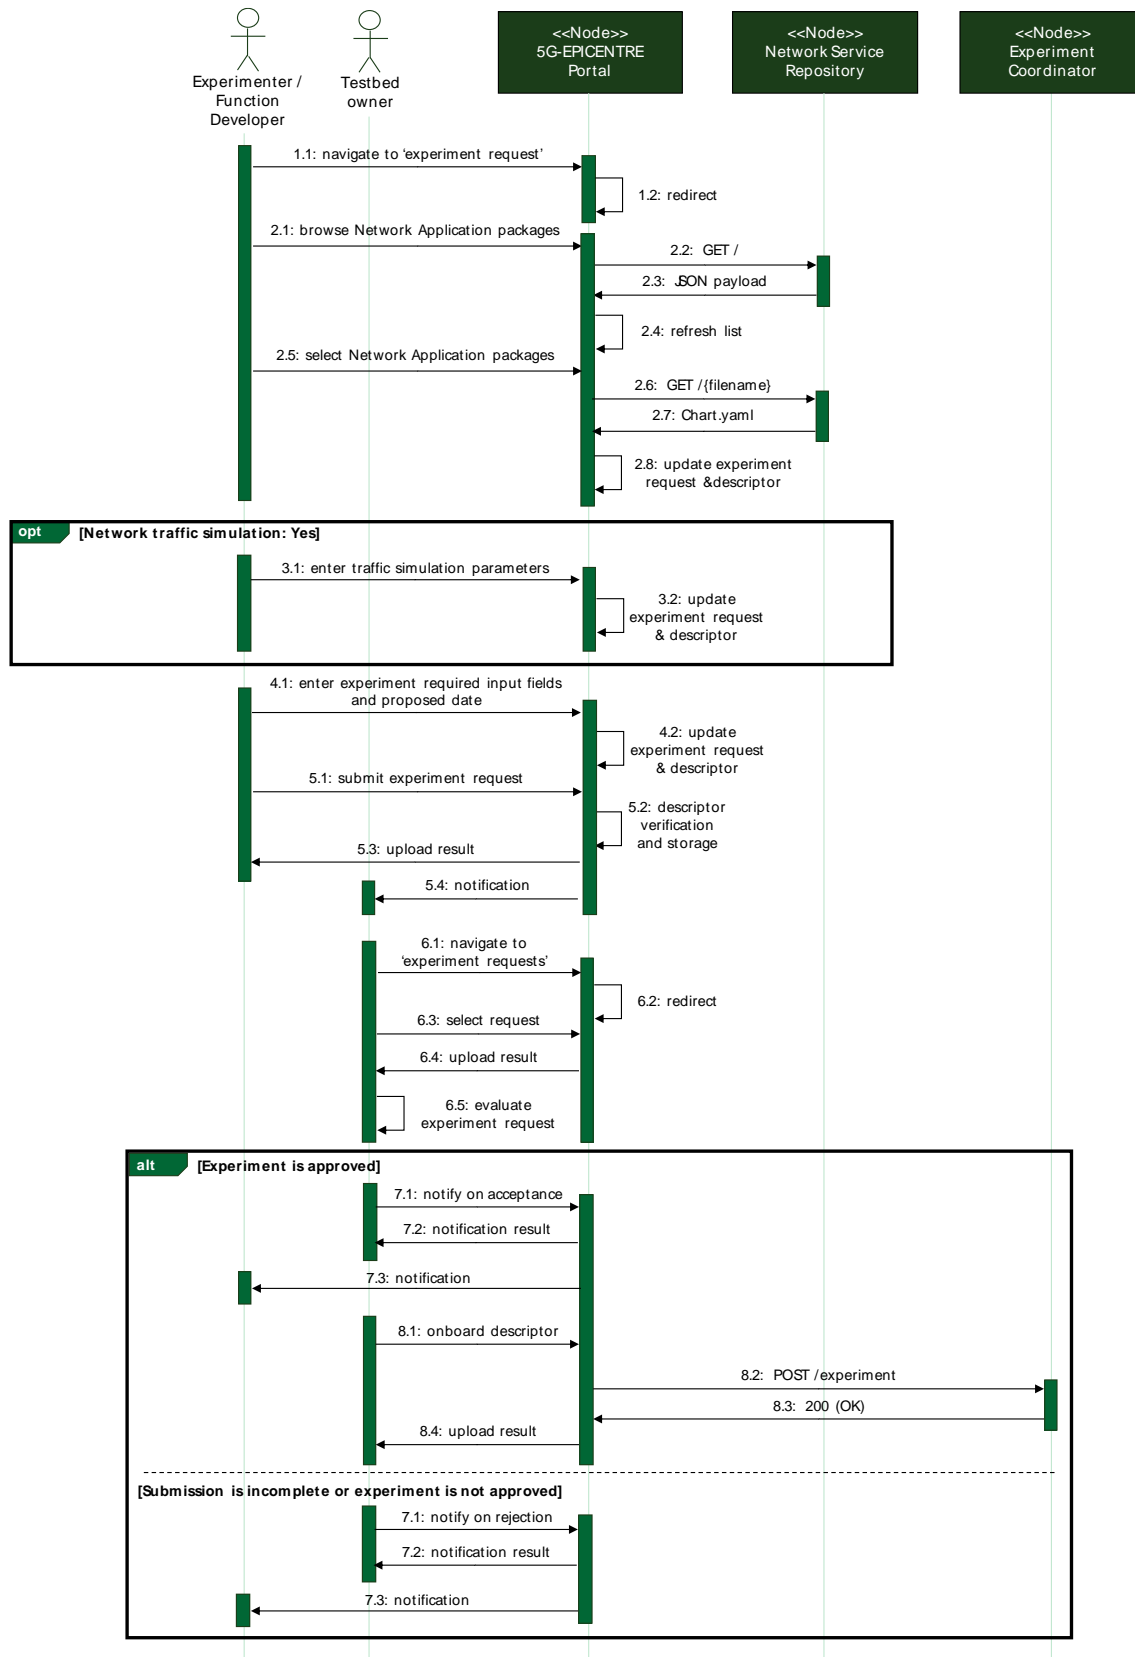 Experimenter /
Function
Developer
Testbed
owner
<<Node>>
5G-EPICENTRE
Portal
<<Node>>
Network Service
Repository
<<Node>>
Experiment
Coordinator
1.1: navigate to ‘experiment request’
1.2: redirect
2.1: browse Network Application packages
2.2: GET /
2.3: JSON payload
2.4: refresh list
2.5: select Network Application packages
2.6: GET /{filename}
2.7: Chart.yaml
2.8: update experiment
request & descriptor
opt
[Network traffic simulation: Yes]
3.1: enter traffic simulation parameters
3.2: update
experiment request
& descriptor
4.1: enter experiment required input fields
and proposed date
4.2: update
experiment request
& descriptor
5.1: submit experiment request
5.2: descriptor
verification
and storage
5.3: upload result
5.4: notification
6.1: navigate to
‘experiment requests’
6.2: redirect
6.3: select request
6.4: upload result
6.5: evaluate
experiment request
alt
[Experiment is approved]
7.1: notify on acceptance
7.2: notification result
7.3: notification
8.1: onboard descriptor
8.2: POST /experiment
8.3: 200 (OK)
8.4: upload result
[Submission is incomplete or experiment is not approved]
7.1: notify on rejection
7.2: notification result
7.3: notification